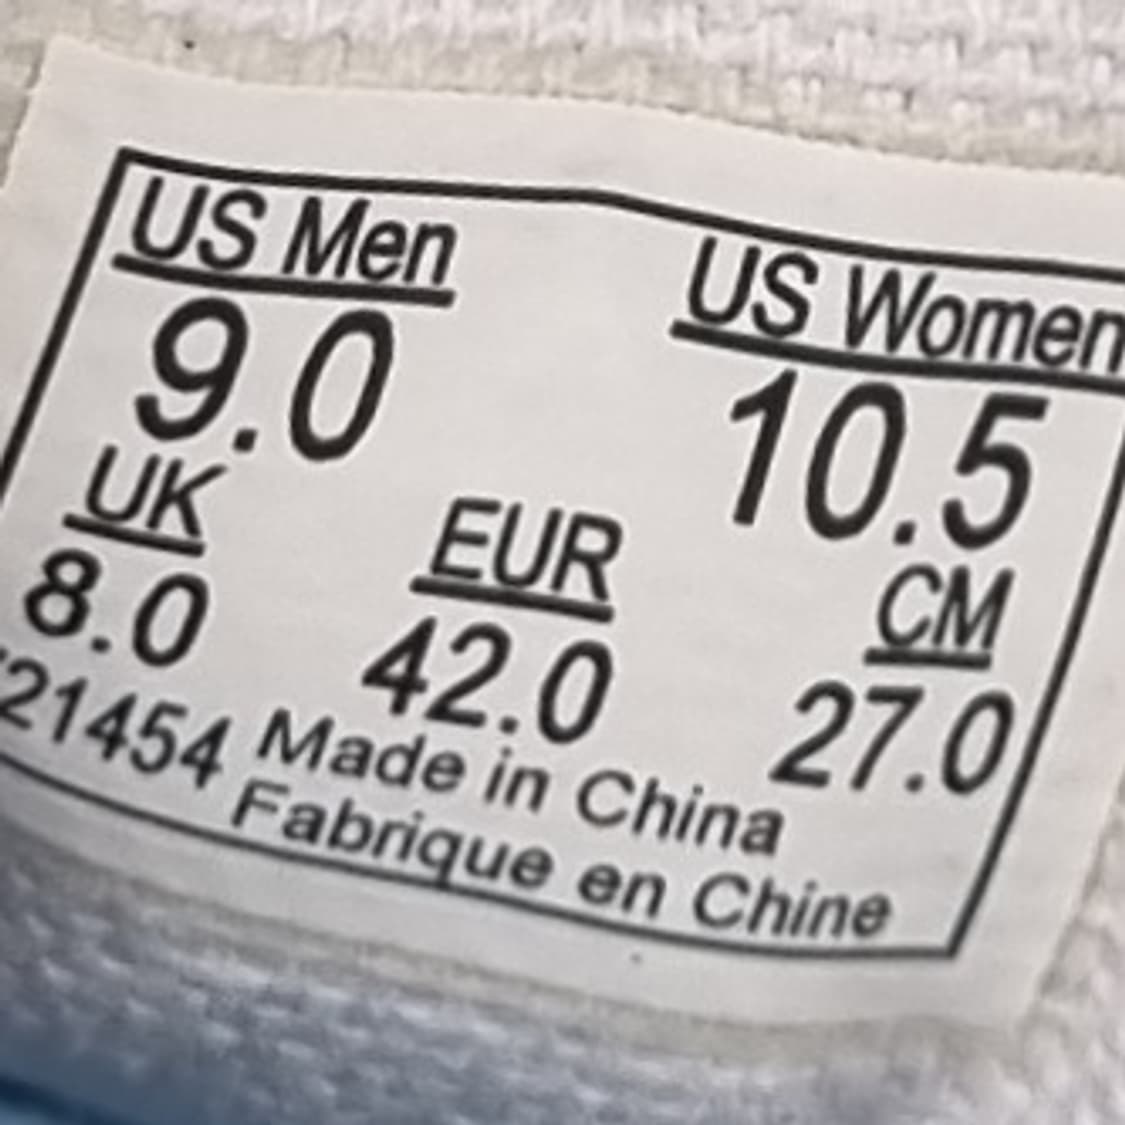 US Men US Women
9.0 10.5
UK EUR CM
8.0 42.0 27.0
21454 Made in China
Fabrique en Chine